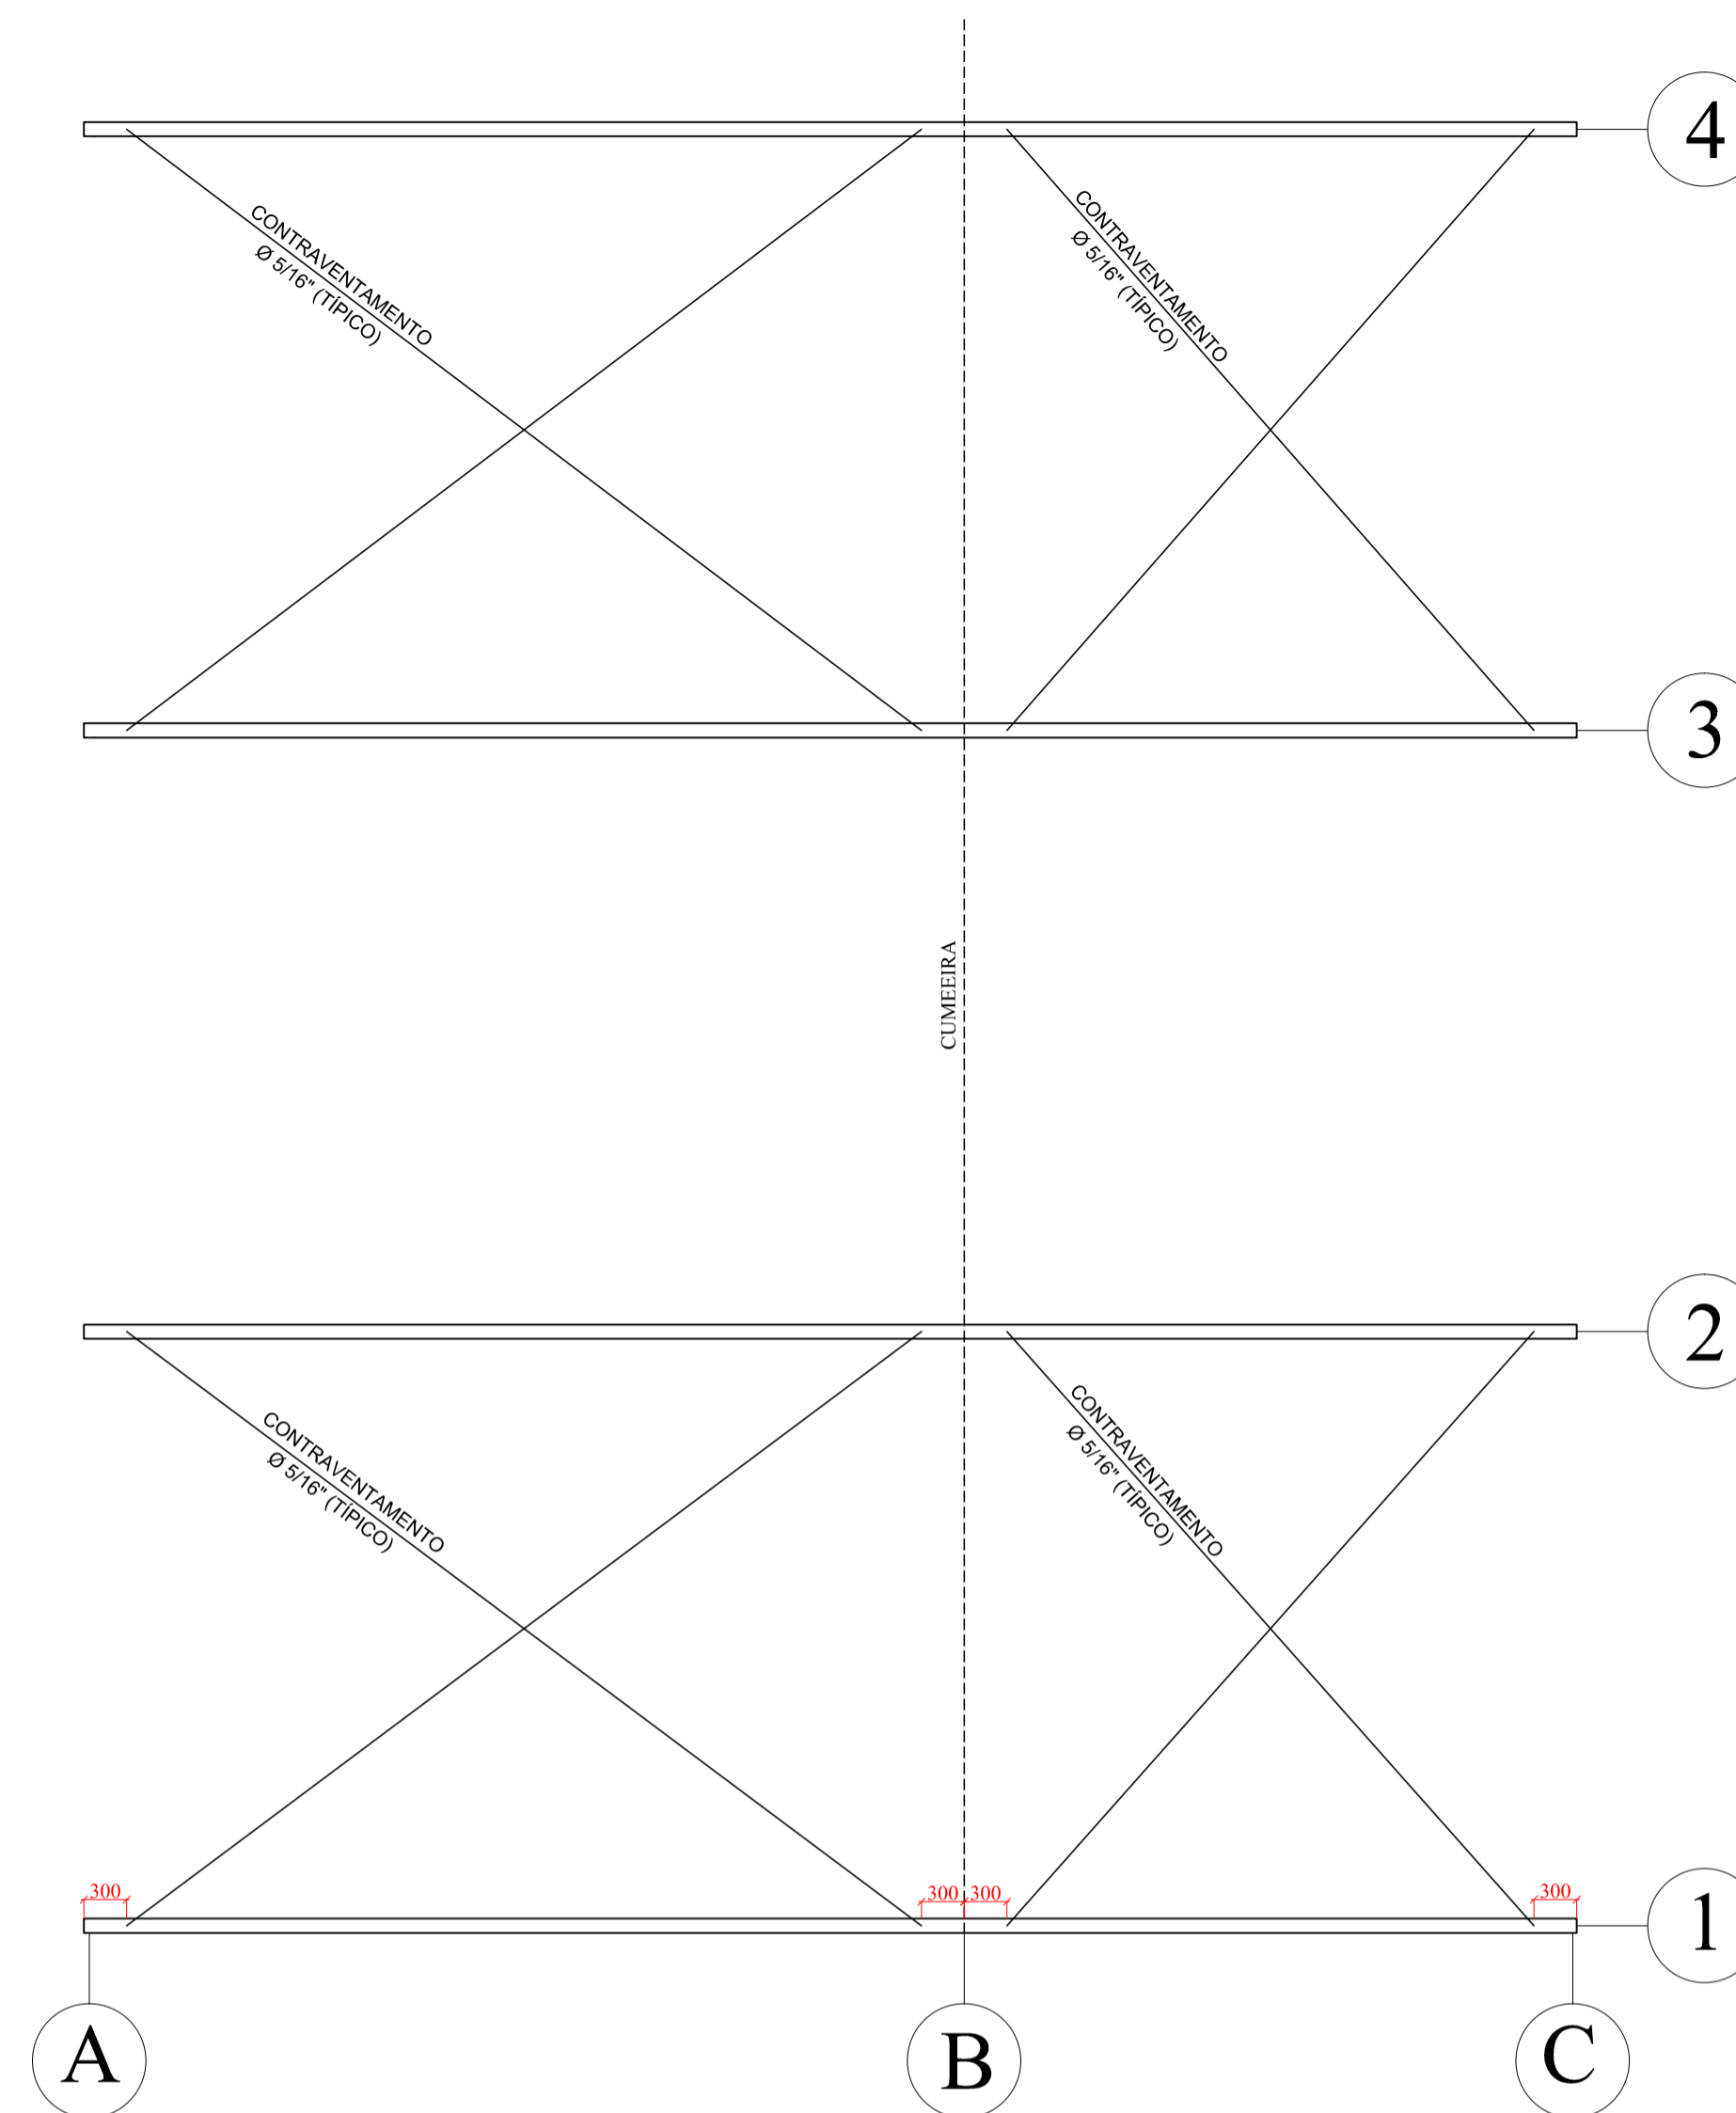 4
CONTRAVENTAMENTO
Ø 5/16" (TÍPICO)
CONTRAVENTAMENTO
Ø 5/16" (TÍPICO)
3
CUMEEIRA
2
CONTRAVENTAMENTO
Ø 5/16" (TÍPICO)
CONTRAVENTAMENTO
Ø 5/16" (TÍPICO)
300
300
300
300
1
A
B
C